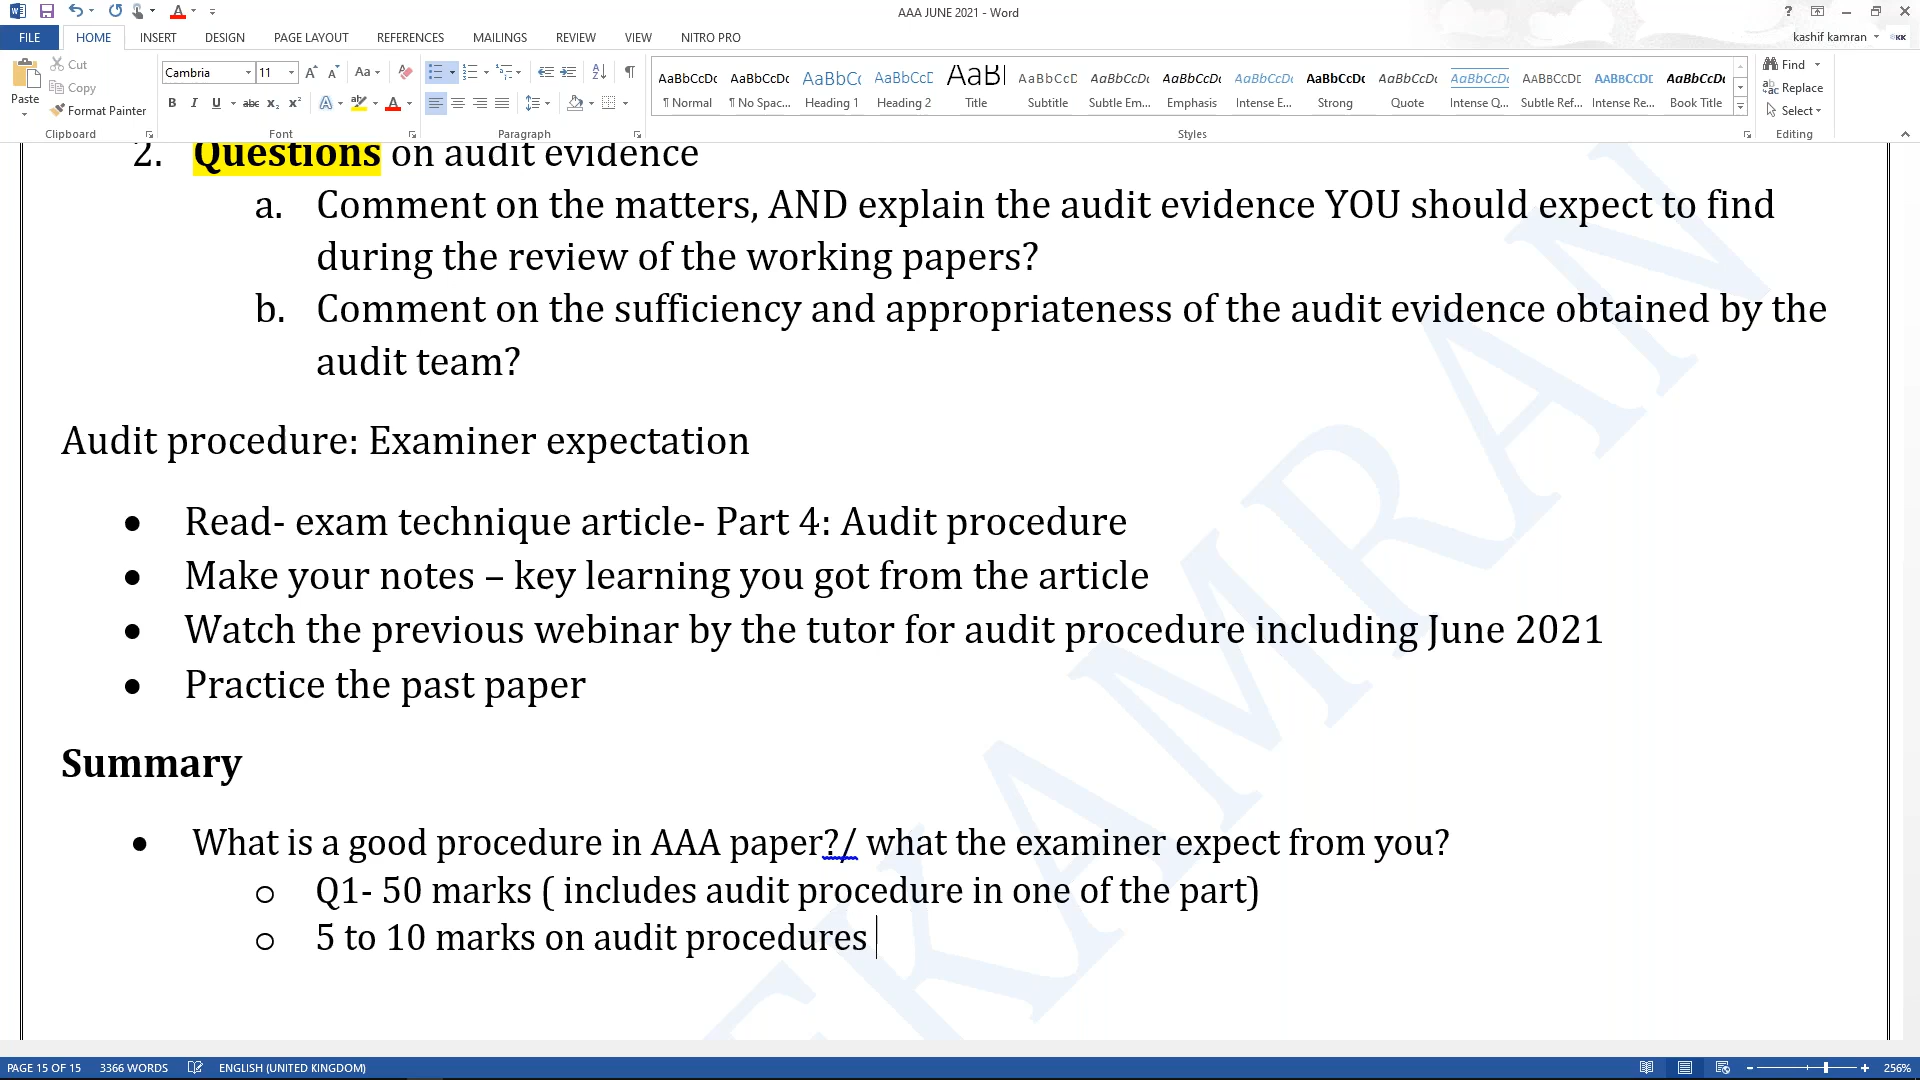 AAA JUNE 2021 - Word
kashif kamran
KK
FILE HOME INSERT DESIGN PAGE LAYOUT REFERENCES MAILINGS REVIEW VIEW NITRO PRO
Paste
Cut
Copy
Format Painter
Clipboard
Cambria 11
Font
Paragraph
AaBbCcDc AaBbCcDc AaBbCc AaBbCcD AaBl AaBbCcD AaBbCcDc AaBbCcDc AaBbCcDc AaBbCcDc AaBbCcDc AaBbCcDc AABBCCDE AABBCCDE AaBbCcDc
¶ Normal ¶ No Spac... Heading 1 Heading 2 Title Subtitle Subtle Em... Emphasis Intense E... Strong Quote Intense Q... Subtle Ref... Intense Re... Book Title
Styles
Find
Replace
Select
Editing
2. Questions on audit evidence
a. Comment on the matters, AND explain the audit evidence YOU should expect to find
during the review of the working papers?
b. Comment on the sufficiency and appropriateness of the audit evidence obtained by the
audit team?
Audit procedure: Examiner expectation
• Read- exam technique article- Part 4: Audit procedure
• Make your notes – key learning you got from the article
• Watch the previous webinar by the tutor for audit procedure including June 2021
• Practice the past paper
Summary
• What is a good procedure in AAA paper?/ what the examiner expect from you?
o Q1- 50 marks ( includes audit procedure in one of the part)
o 5 to 10 marks on audit procedures
KAMRAN
PAGE 15 OF 15 3366 WORDS ENGLISH (UNITED KINGDOM) 256%